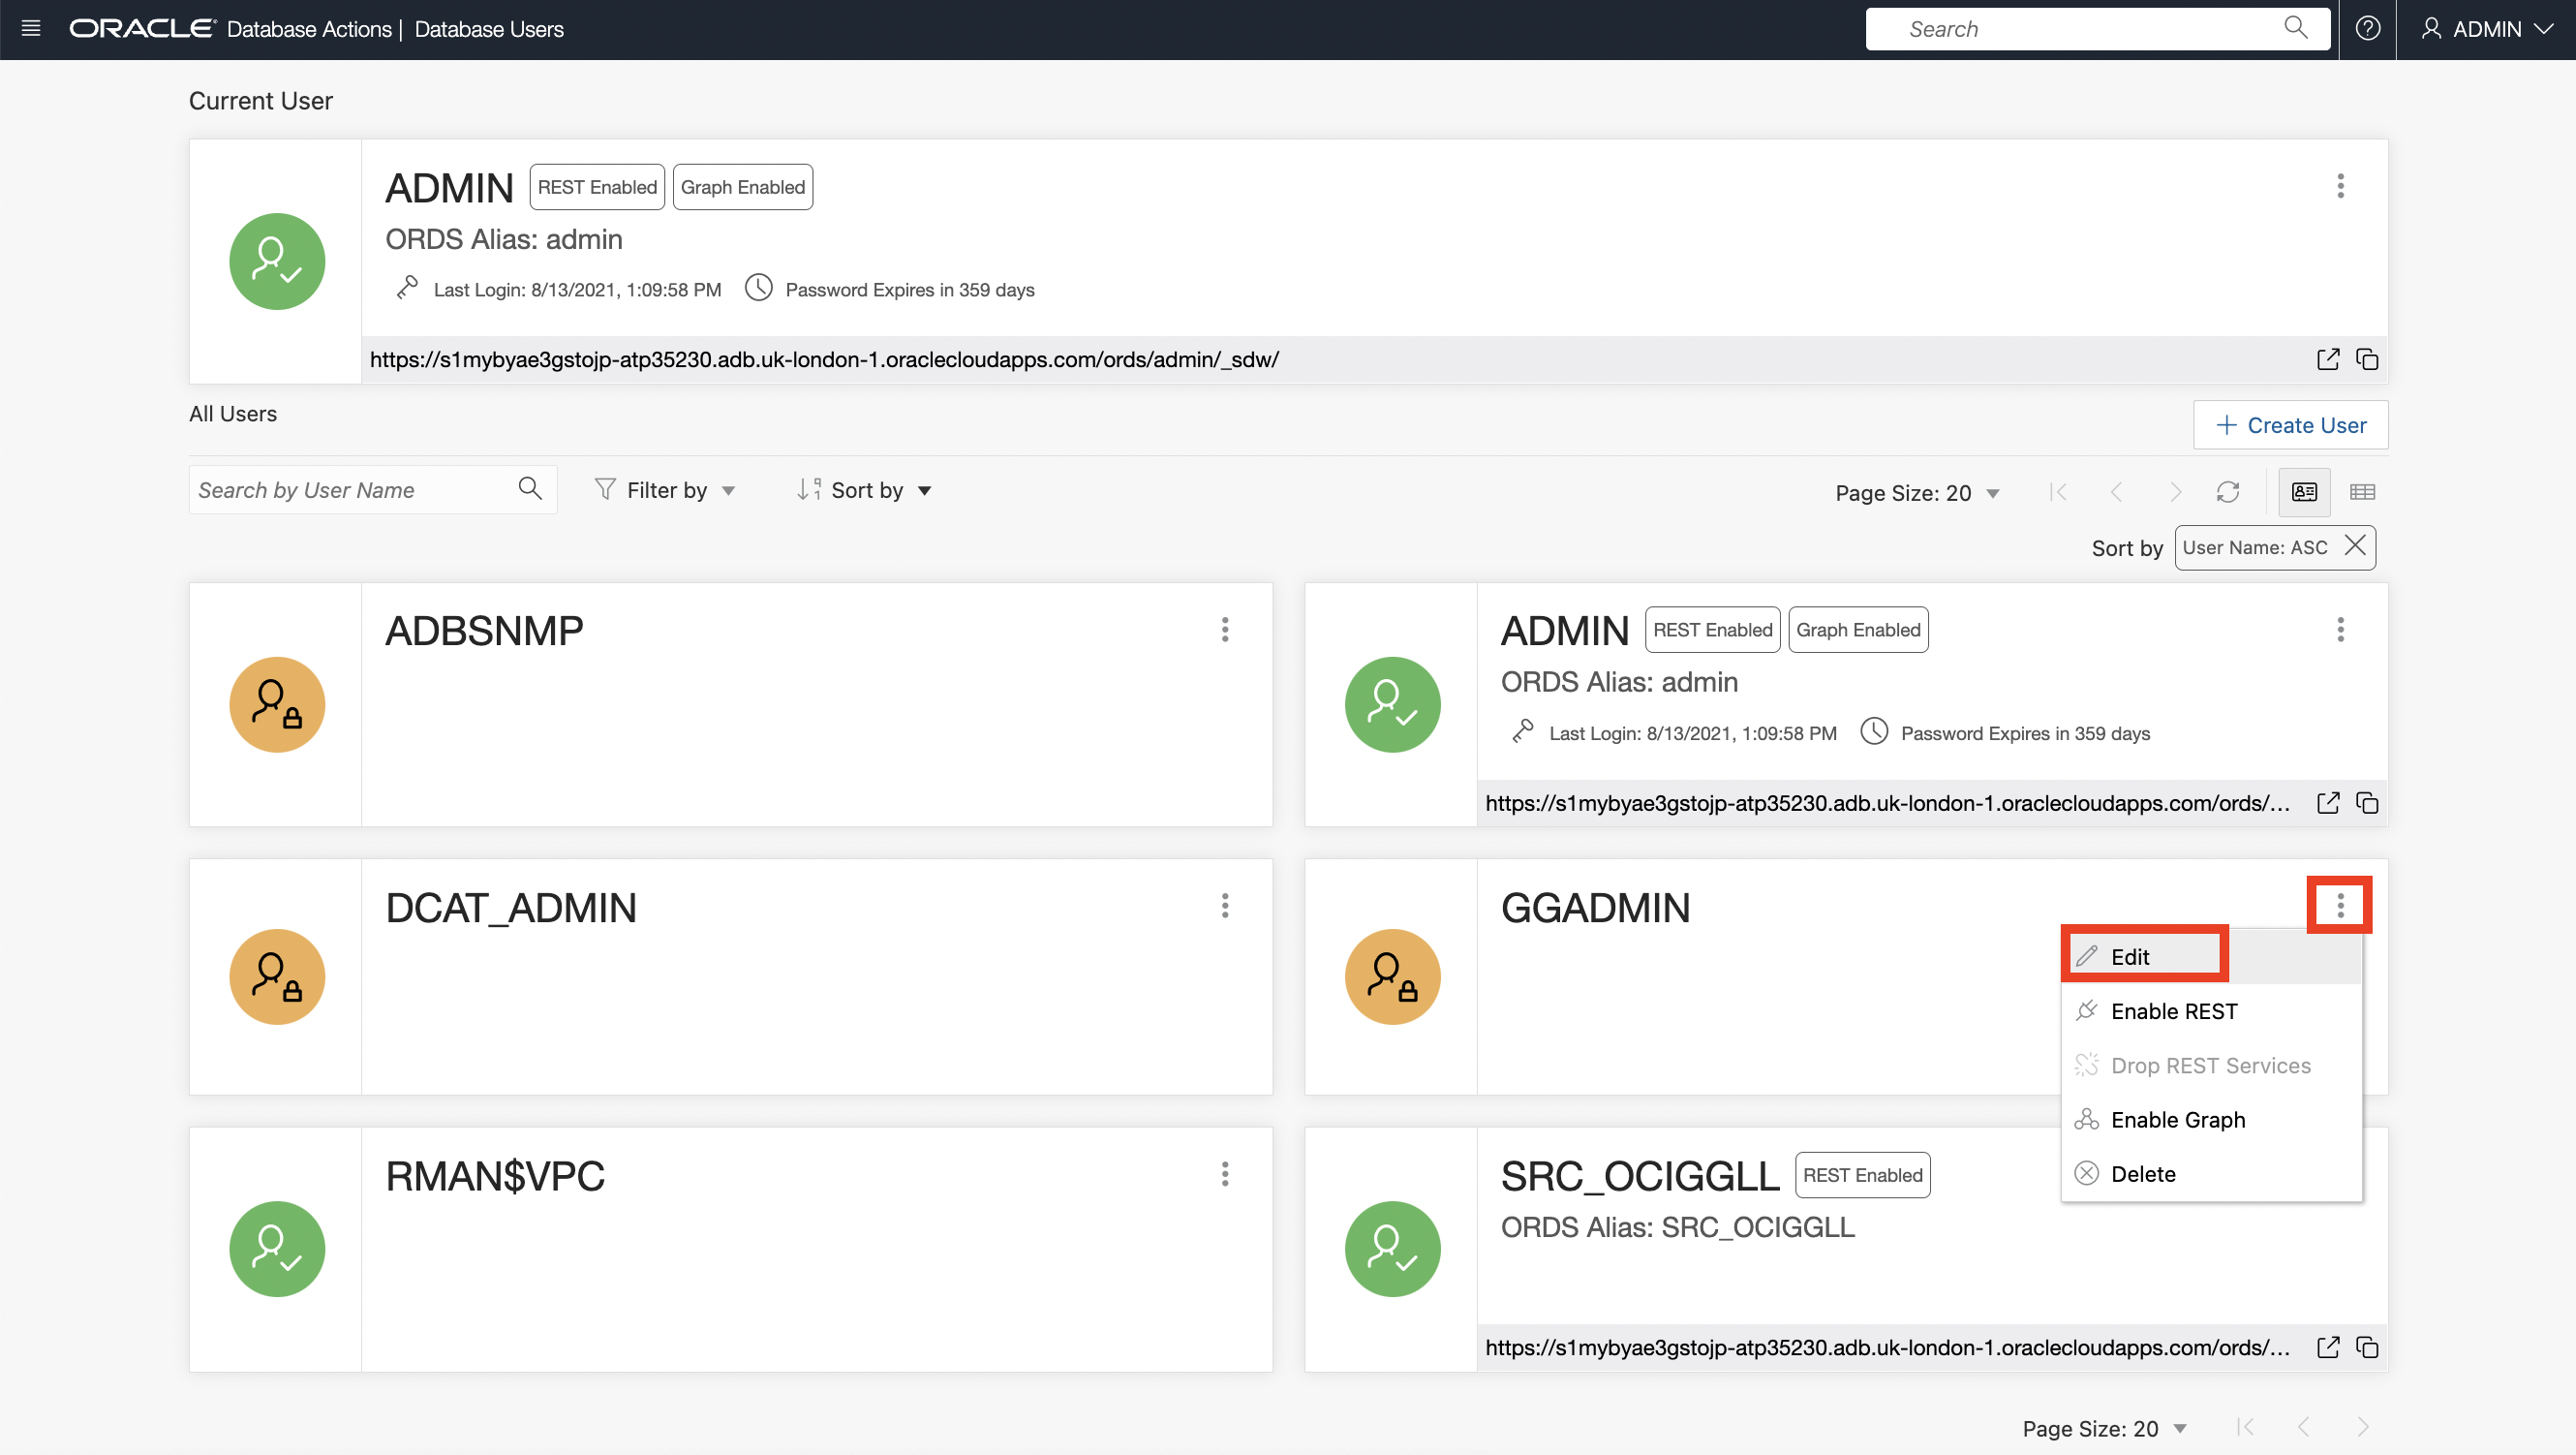 ORACLE Database Actions | Database Users
Search
ADMIN
Current User
ADMIN REST Enabled Graph Enabled
ORDS Alias: admin
Last Login: 8/13/2021, 1:09:58 PM Password Expires in 359 days
https://s1mybyae3gstojp-atp35230.adb.uk-london-1.oraclecloudapps.com/ords/admin/_sdw/
All Users
Create User
Search by User Name
Filter by
Sort by
Page Size: 20
Sort by User Name: ASC
ADBSNMP
ADMIN REST Enabled Graph Enabled
ORDS Alias: admin
Last Login: 8/13/2021, 1:09:58 PM Password Expires in 359 days
https://s1mybyae3gstojp-atp35230.adb.uk-london-1.oraclecloudapps.com/ords/...
DCAT_ADMIN
GGADMIN
Edit
Enable REST
Drop REST Services
Enable Graph
Delete
RMAN$VPC
SRC_OCIGGLL REST Enabled
ORDS Alias: SRC_OCIGGLL
https://s1mybyae3gstojp-atp35230.adb.uk-london-1.oraclecloudapps.com/ords/...
Page Size: 20